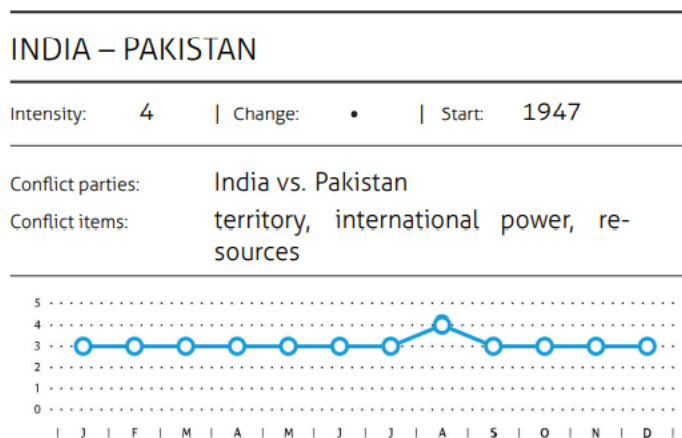 INDIA – PAKISTAN
Intensity: 4 | Change: • | Start: 1947
Conflict parties: India vs. Pakistan
Conflict items: territory, international power, re-
sources
5
4
3
2
1
0
| J | F | M | A | M | J | J | A | S | O | N | D |